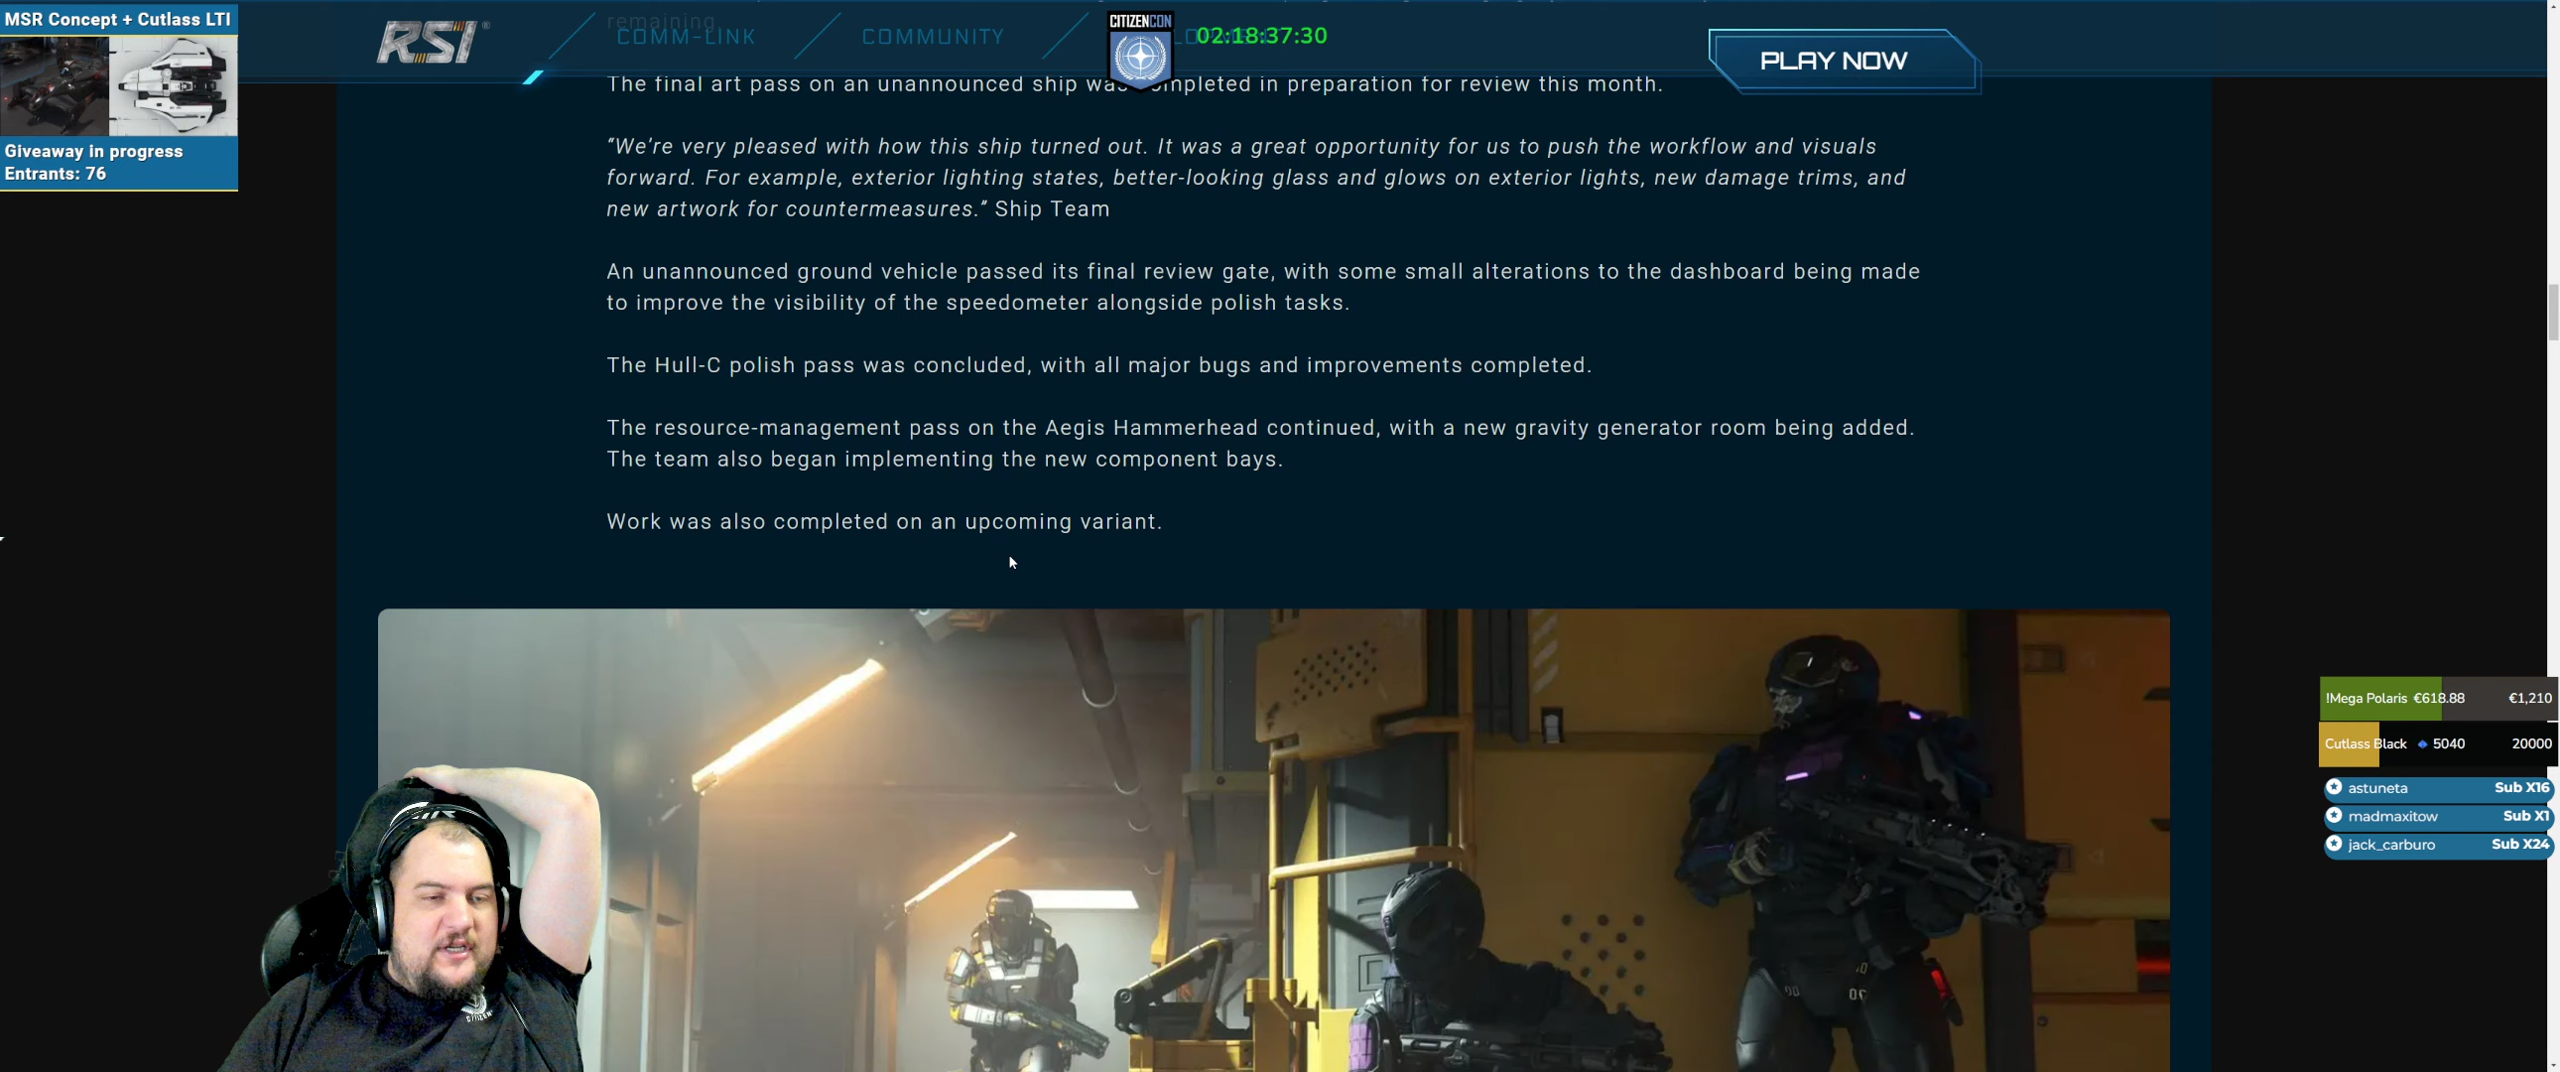 MSR Concept + Cutlass LTI
Giveaway in progress
Entrants: 76
RSI
remaining
COMM-LINK
COMMUNITY
CITIZENCON
02:18:37:30
PLAY NOW
The final art pass on an unannounced ship was completed in preparation for review this month.
"We're very pleased with how this ship turned out. It was a great opportunity for us to push the workflow and visuals
forward. For example, exterior lighting states, better-looking glass and glows on exterior lights, new damage trims, and
new artwork for countermeasures." Ship Team
An unannounced ground vehicle passed its final review gate, with some small alterations to the dashboard being made
to improve the visibility of the speedometer alongside polish tasks.
The Hull-C polish pass was concluded, with all major bugs and improvements completed.
The resource-management pass on the Aegis Hammerhead continued, with a new gravity generator room being added.
The team also began implementing the new component bays.
Work was also completed on an upcoming variant.
!Mega Polaris €618.88 €1,210
Cutlass Black 5040 20000
astuneta Sub X16
madmaxitow Sub X1
jack_carburo Sub X24